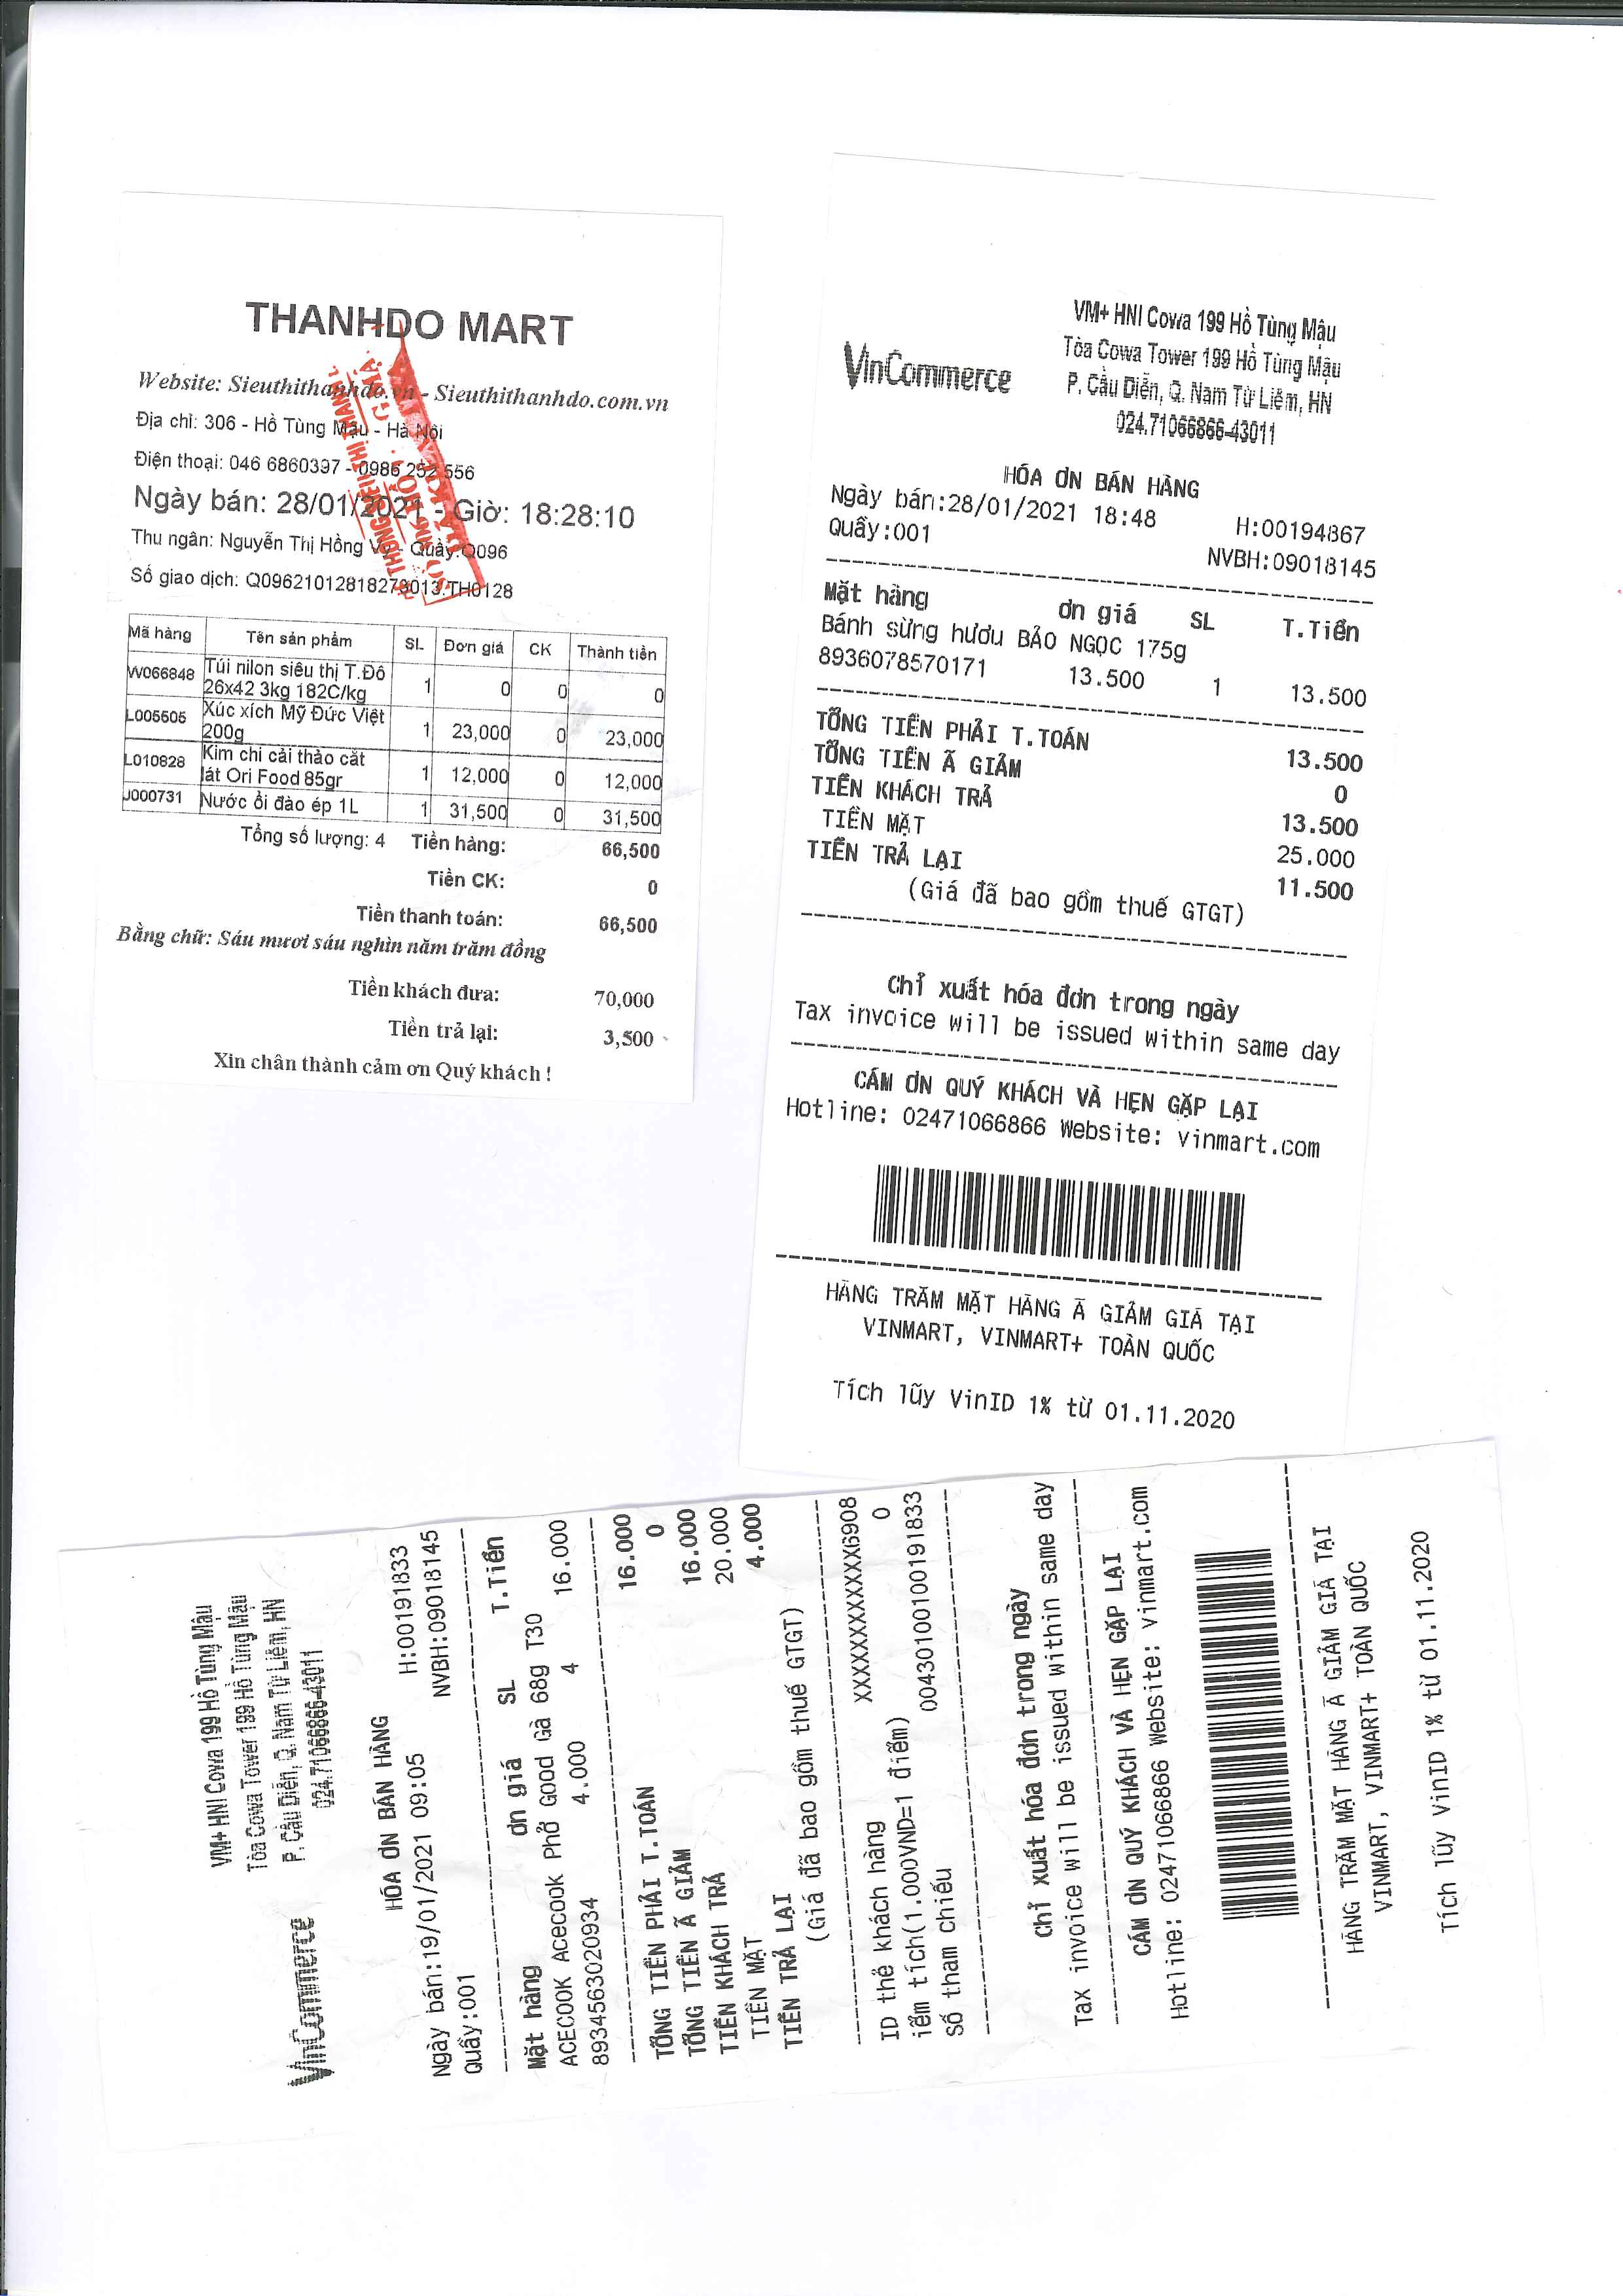 THANHDO MART
Website: Sieuthithanhdo.vn - Sieuthithanhdo.com.vn
Địa chỉ: 306 - Hồ Tùng Mậu - Hà Nội
Điện thoại: 046 6860397 - 0986 252 556
Ngày bán: 28/01/2021 - Giờ: 18:28:10
Thu ngân: Nguyễn Thị Hồng - Quầy:Q096
Số giao dịch: TH0128
Mã hàng Tên sản phẩm SL Đơn giá CK Thành tiền
W066848 Túi nilon siêu thị T.Đô 1 0 0 0
26x42 3kg 182C/kg
L005505 Xúc xích Mỹ Đức Việt 1 23,000 0 23,000
200g
L010828 Kim chi cải thảo cắt 1 12,000 0 12,000
lát Ori Food 85gr
J000731 Nước ổi đào ép 1L 1 31,500 0 31,500
Tổng số lượng: 4 Tiền hàng: 66,500
Tiền CK: 0
Tiền thanh toán: 66,500
Bằng chữ: Sáu mươi sáu nghìn năm trăm đồng
Tiền khách đưa: 70,000
Tiền trả lại: 3,500
Xin chân thành cảm ơn Quý khách !
VinCommerce
VM+ HNI Cowa 199 Hồ Tùng Mậu
Tòa Cowa Tower 199 Hồ Tùng Mậu
P. Cầu Diễn, Q. Nam Từ Liêm, HN
024.71066866-43011
HÓA ƠN BÁN HÀNG
Ngày bán:28/01/2021 18:48 H:00194867
Quầy:001 NVBH:09018145
Mặt hàng ơn giá SL T.Tiền
Bánh sừng hươu BẢO NGỌC 175g
8936078570171 13.500 1 13.500
TỔNG TIỀN PHẢI T.TOÁN 13.500
TỔNG TIỀN Ã GIẢM 0
TIỀN KHÁCH TRẢ 13.500
TIỀN MẶT 25.000
TIỀN TRẢ LẠI 11.500
(Giá đã bao gồm thuế GTGT)
Chỉ xuất hóa đơn trong ngày
Tax invoice will be issued within same day
CÁM ƠN QUÝ KHÁCH VÀ HẸN GẶP LẠI
Hotline: 02471066866 Website: vinmart.com
HÀNG TRĂM MẶT HÀNG Ã GIẢM GIÁ TẠI
VINMART, VINMART+ TOÀN QUỐC
Tích lũy VinID 1% từ 01.11.2020
VinCommerce
VM+ HNI Cowa 199 Hồ Tùng Mậu
Tòa Cowa Tower 199 Hồ Tùng Mậu
P. Cầu Diễn, Q. Nam Từ Liêm, HN
024.71066866-43011
HÓA ƠN BÁN HÀNG
Ngày bán:19/01/2021 09:05 H:00191833
Quầy:001 NVBH:09018145
Mặt hàng ơn giá SL T.Tiền
ACECOOK Acecook Phở Good Gà 68g T30
8934563020934 4.000 4 16.000
TỔNG TIỀN PHẢI T.TOÁN 16.000
TỔNG TIỀN Ã GIẢM 0
TIỀN KHÁCH TRẢ 16.000
TIỀN MẶT 20.000
TIỀN TRẢ LẠI 4.000
(Giá đã bao gồm thuế GTGT)
ID thẻ khách hàng XXXXXXXXXXXXXXX6908
iểm tích(1.000VND=1 điểm) 0
Số tham chiếu 00430100100191833
Chỉ xuất hóa đơn trong ngày
Tax invoice will be issued within same day
CÁM ƠN QUÝ KHÁCH VÀ HẸN GẶP LẠI
Hotline: 02471066866 Website: vinmart.com
HÀNG TRĂM MẶT HÀNG Ã GIẢM GIÁ TẠI
VINMART, VINMART+ TOÀN QUỐC
Tích lũy VinID 1% từ 01.11.2020